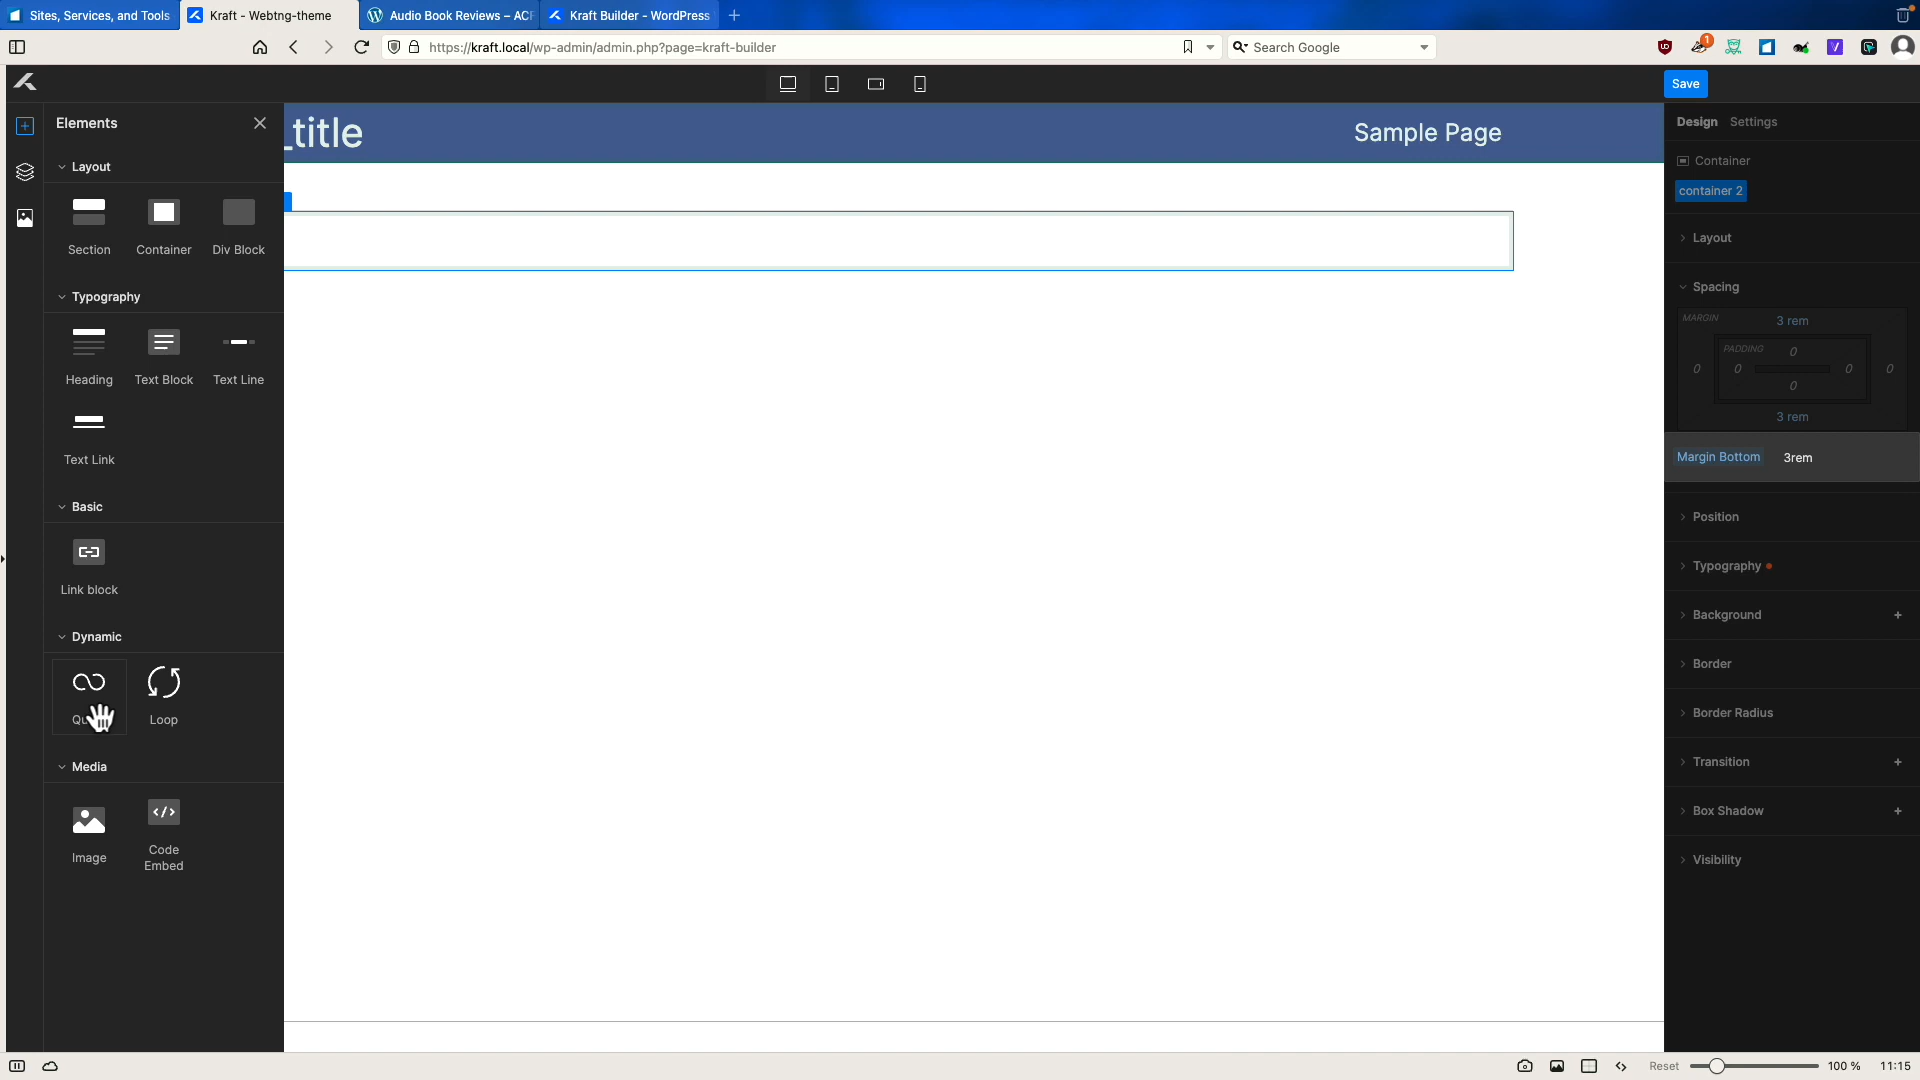 Sites, Services, and Tools
Kraft - Webtng-theme
Audio Book Reviews – ACF
Kraft Builder - WordPress
https://kraft.local/wp-admin/admin.php?page=kraft-builder
Search Google
1
Save
Elements
_title
Sample Page
Design Settings
Layout
Container
container 2
Section
Container
Div Block
Layout
Typography
Spacing
MARGIN
3 rem
PADDING
0
0
0
0
0
0
3 rem
Heading
Text Block
Text Line
Text Link
Margin Bottom 3rem
Basic
Position
Link block
Typography
Background
Dynamic
Border
Loop
Border Radius
Media
Transition
Image
Code
Embed
Box Shadow
Visibility
Reset
100 %
11:15